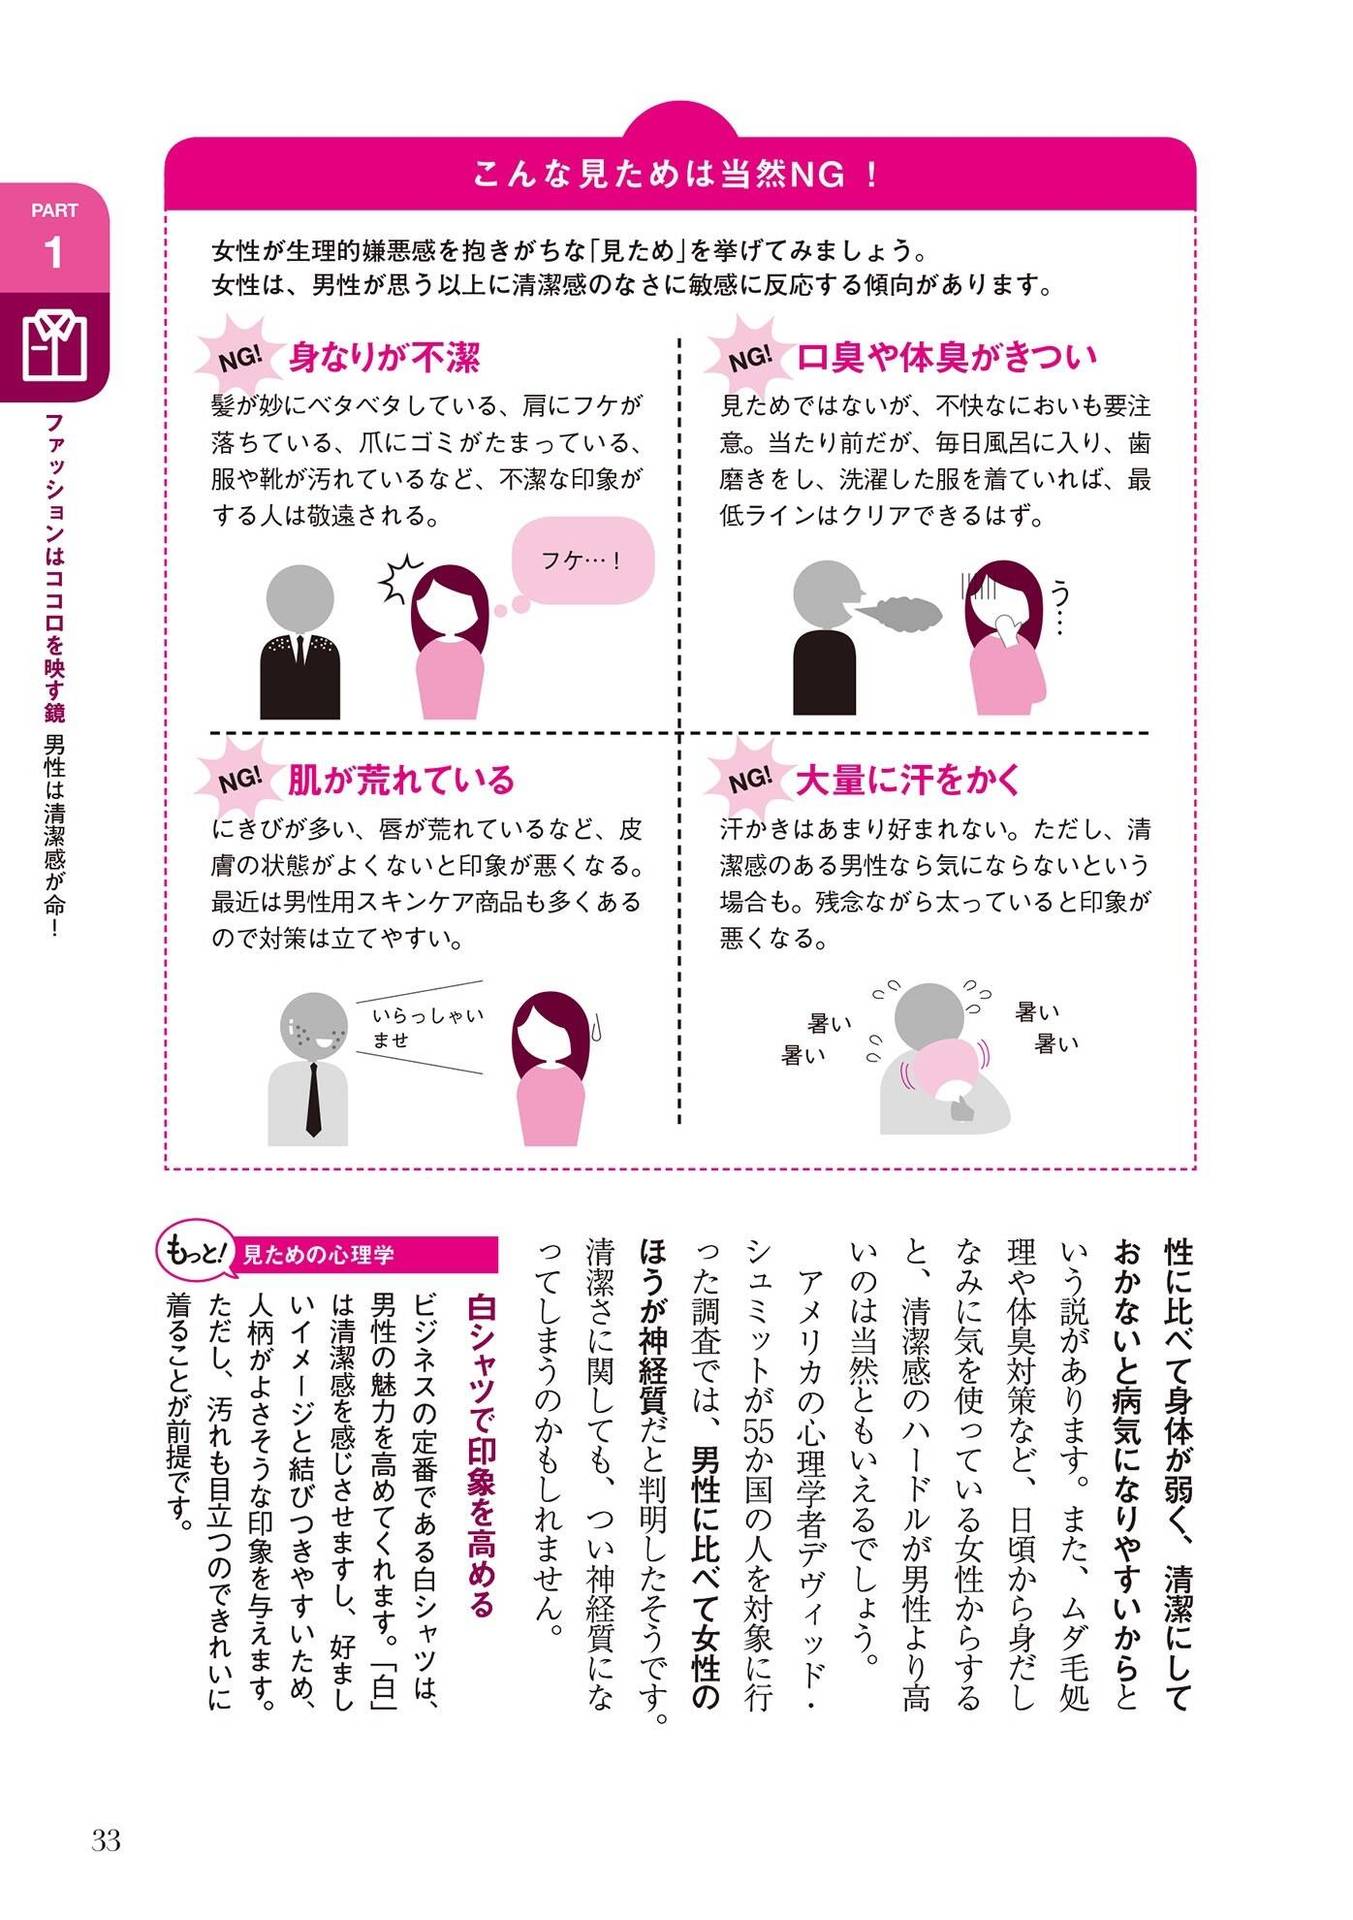 PART
1
ファッションはココロを映す鏡 男性は清潔感が命!
こんな見ためは当然NG!
女性が生理的嫌悪感を抱きがちな「見ため」を挙げてみましょう。
女性は、男性が思う以上に清潔感のなさに敏感に反応する傾向があります。
NG! 身なりが不潔
髪が妙にベタベタしている、肩にフケが
落ちている、爪にゴミがたまっている、
服や靴が汚れているなど、不潔な印象が
する人は敬遠される。
フケ…!
NG! 口臭や体臭がきつい
見ためではないが、不快なにおいも要注
意。当たり前だが、毎日風呂に入り、歯
磨きをし、洗濯した服を着ていれば、最
低ラインはクリアできるはず。
う…
NG! 肌が荒れている
にきびが多い、唇が荒れているなど、皮
膚の状態がよくないと印象が悪くなる。
最近は男性用スキンケア商品も多くある
ので対策は立てやすい。
いらっしゃい
ませ
NG! 大量に汗をかく
汗かきはあまり好まれない。ただし、清
潔感のある男性なら気にならないという
場合も。残念ながら太っていると印象が
悪くなる。
暑い
暑い
暑い
暑い
性に比べて身体が弱く、清潔にして
おかないと病気になりやすいからと
いう説があります。また、ムダ毛処
理や体臭対策など、日頃から身だし
なみに気を使っている女性からする
と、清潔感のハードルが男性より高
いのは当然ともいえるでしょう。
アメリカの心理学者デヴィッド・
シュミットが55か国の人を対象に行
った調査では、男性に比べて女性の
ほうが神経質だと判明したそうです。
清潔さに関しても、つい神経質にな
ってしまうのかもしれません。
もっと! 見ための心理学
白シャツで印象を高める
ビジネスの定番である白シャツは、
男性の魅力を高めてくれます。「白」
は清潔感を感じさせますし、好まし
いイメージと結びつきやすいため、
人柄がよさそうな印象を与えます。
ただし、汚れも目立つのできれいに
着ることが前提です。
33